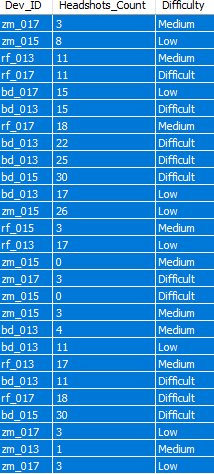 Dev_ID Headshots_Count Difficulty
zm_017 3 Medium
zm_015 8 Low
rf_013 11 Medium
rf_017 11 Difficult
bd_017 15 Low
bd_013 15 Difficult
rf_017 18 Medium
bd_013 22 Difficult
bd_013 25 Difficult
bd_015 30 Difficult
bd_013 17 Low
zm_015 26 Low
rf_015 3 Medium
rf_013 17 Low
zm_015 0 Medium
zm_017 3 Difficult
zm_015 0 Difficult
zm_015 3 Medium
bd_013 4 Medium
bd_013 11 Low
rf_013 17 Medium
bd_013 11 Difficult
rf_017 18 Difficult
bd_015 30 Difficult
zm_017 3 Low
zm_013 1 Medium
zm_017 3 Low